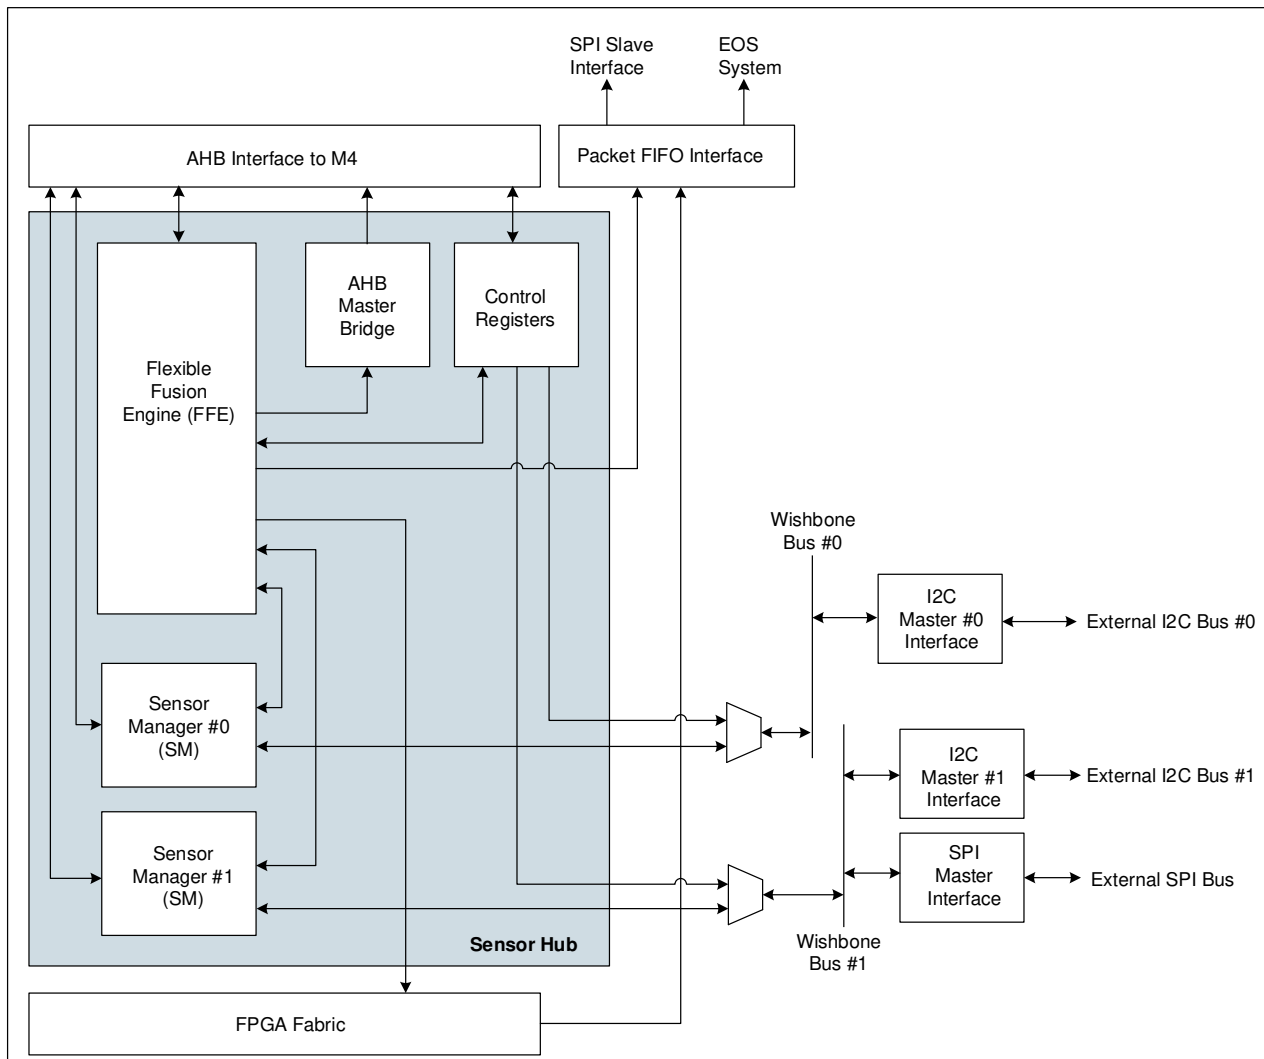 SPI Slave
Interface
EOS
System
AHB Interface to M4
Packet FIFO Interface
Flexible
Fusion
Engine (FFE)
AHB
Master
Bridge
Control
Registers
Wishbone
Bus #0
I2C
Master #0
Interface
External I2C Bus #0
Sensor
Manager #0
(SM)
I2C
Master #1
Interface
External I2C Bus #1
Sensor
Manager #1
(SM)
SPI
Master
Interface
External SPI Bus
Sensor Hub
Wishbone
Bus #1
FPGA Fabric